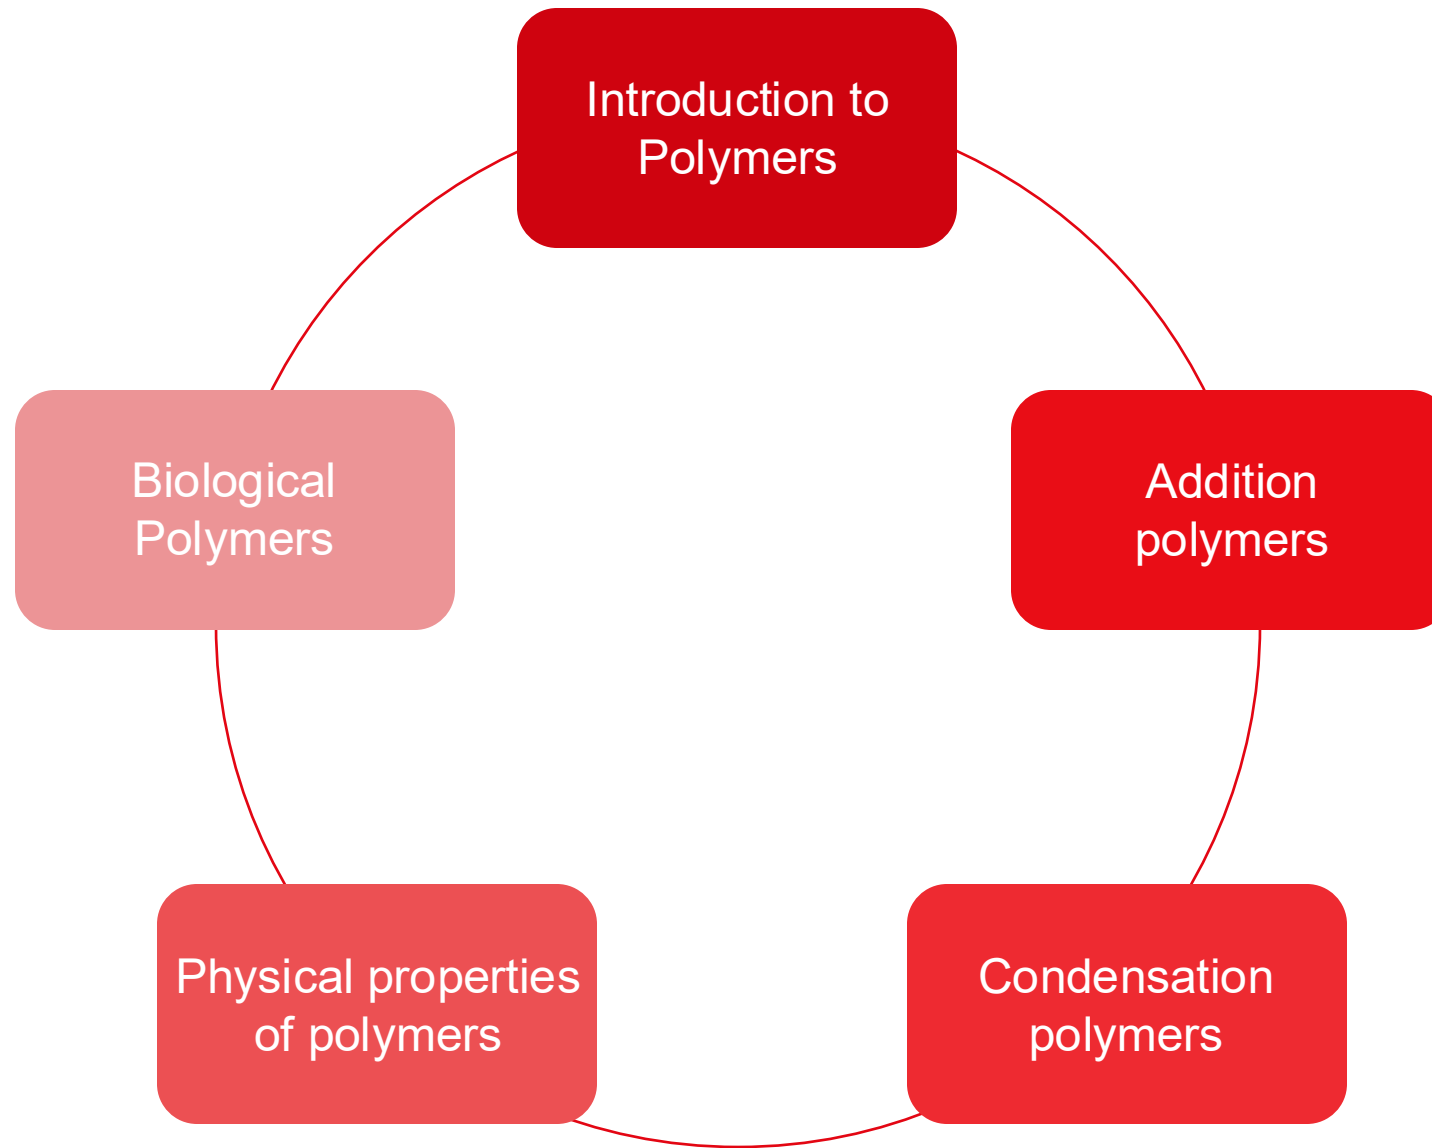 Introduction to
Polymers
Addition
polymers
Condensation
polymers
Physical properties
of polymers
Biological
Polymers